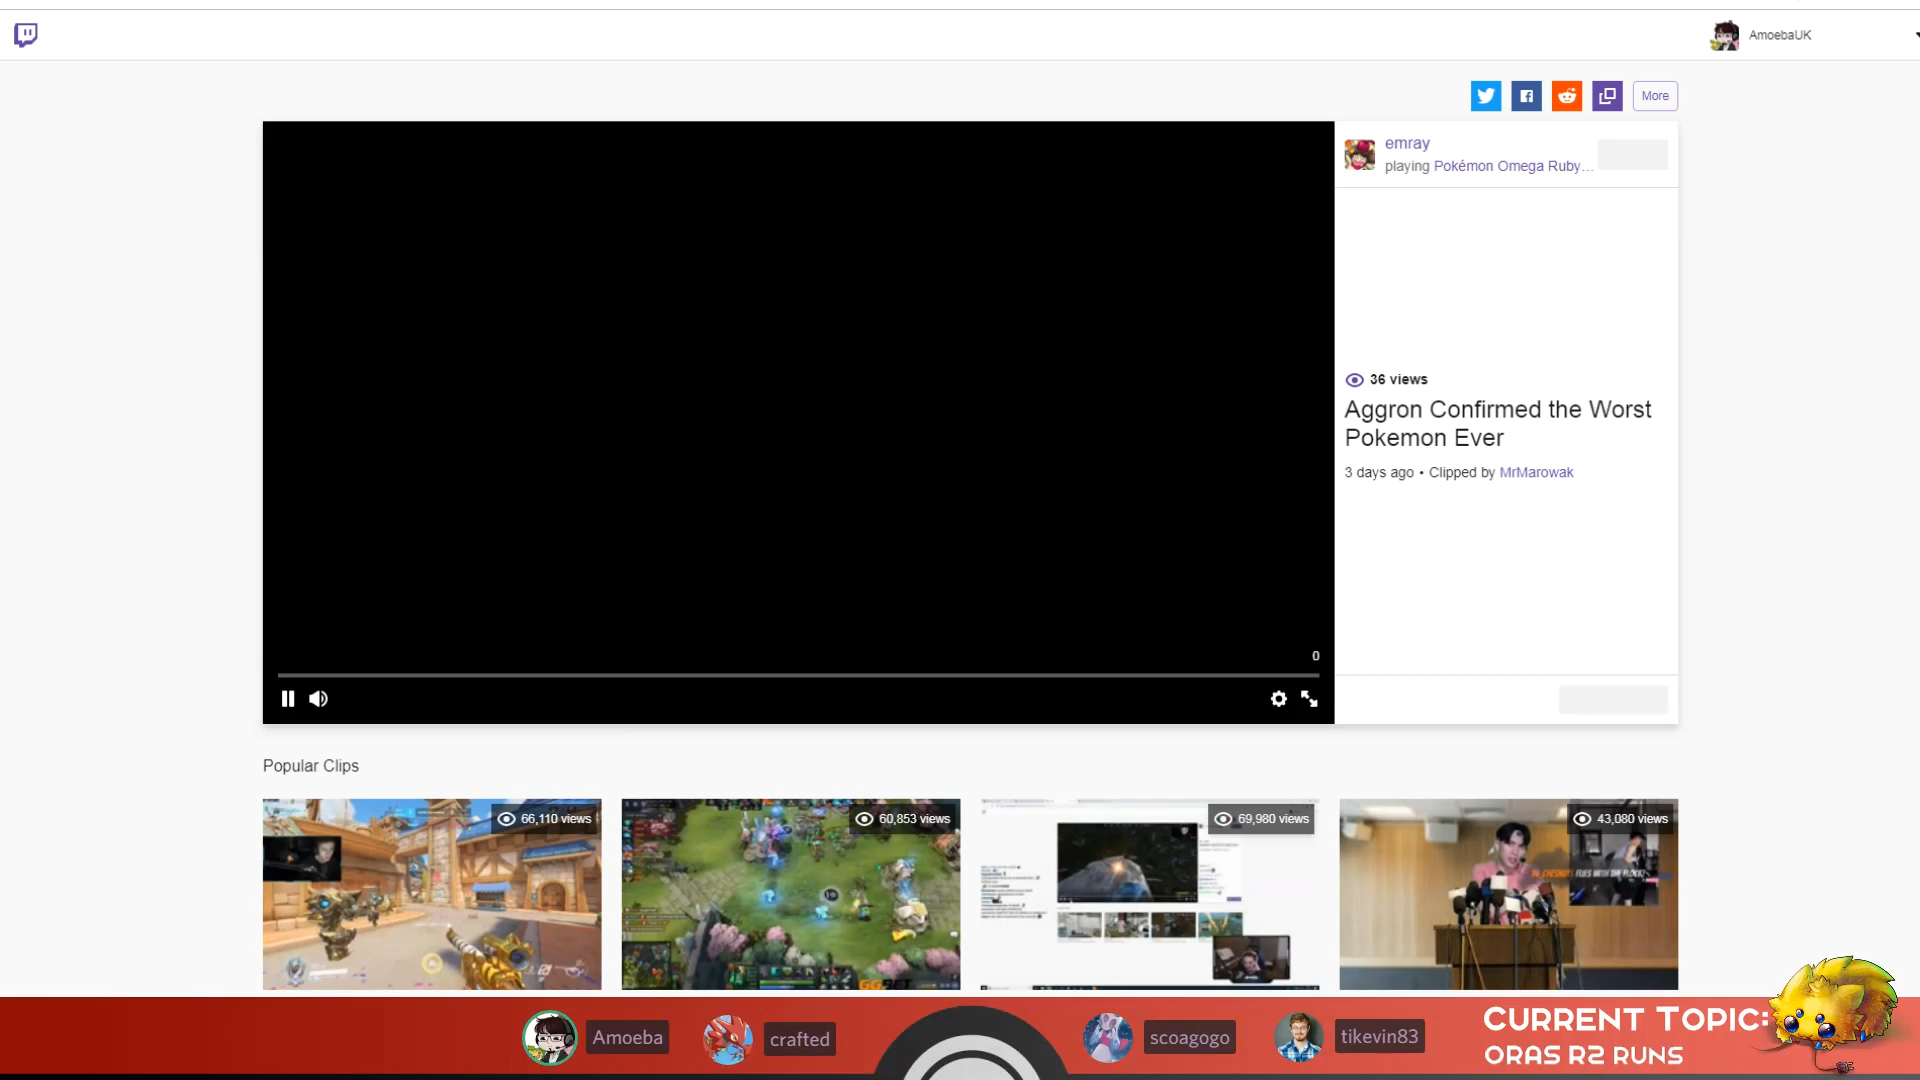 AmoebaUK
More
emray
playing Pokémon Omega Ruby...
36 views
Aggron Confirmed the Worst
Pokemon Ever
3 days ago • Clipped by MrMarowak
0
Popular Clips
66,110 views
60,853 views
69,980 views
43,080 views
GGBET
Amoeba
crafted
scoagogo
tikevin83
CURRENT TOPIC:
ORAS R2 RUNS